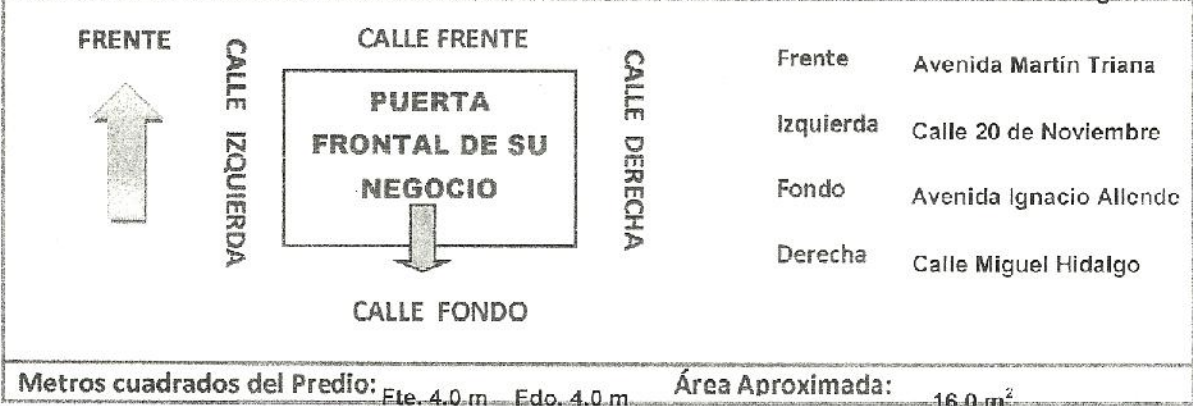 FRENTE
CALLE IZQUIERDA
CALLE FRENTE
PUERTA
FRONTAL DE SU
NEGOCIO
CALLE FONDO
CALLE DERECHA
Frente Avenida Martín Triana
Izquierda Calle 20 de Noviembre
Fondo Avenida Ignacio Allende
Derecha Calle Miguel Hidalgo
Metros cuadrados del Predio: Fte. 4.0 m Fdo. 4.0 m Área Aproximada: 16.0 m²